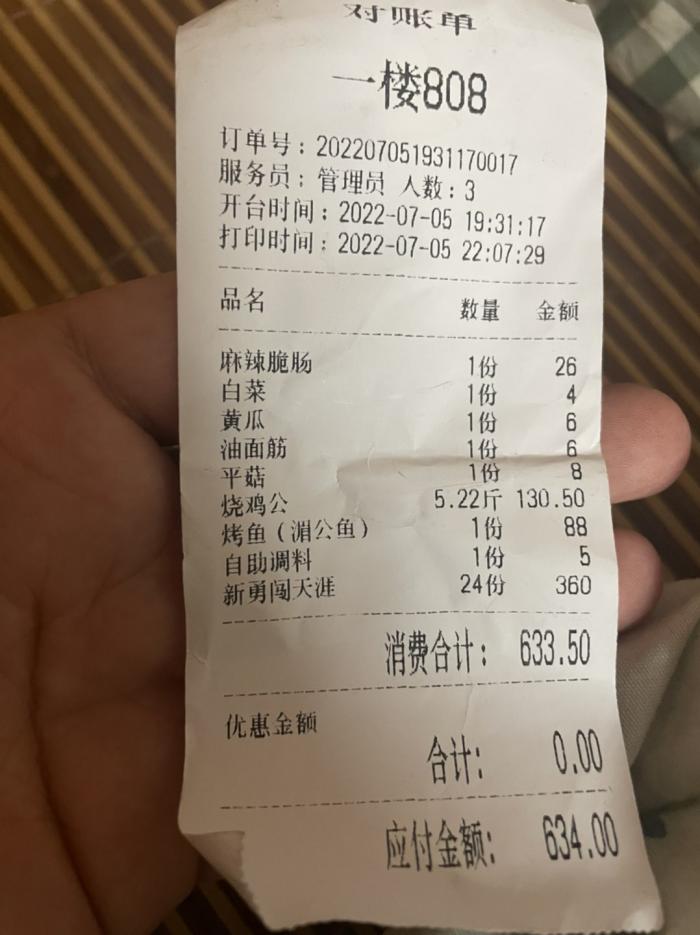 对账单
一楼808
订单号：202207051931170017
服务员：管理员 人数：3
开台时间：2022-07-05 19:31:17
打印时间：2022-07-05 22:07:29
品名 数量 金额
麻辣脆肠 1份 26
白菜 1份 4
黄瓜 1份 6
油面筋 1份 6
平菇 1份 8
烧鸡公 5.22斤 130.50
烤鱼（湄公鱼） 1份 88
自助调料 1份 5
新勇闯天涯 24份 360
消费合计： 633.50
优惠金额
合计： 0.00
应付金额： 634.00